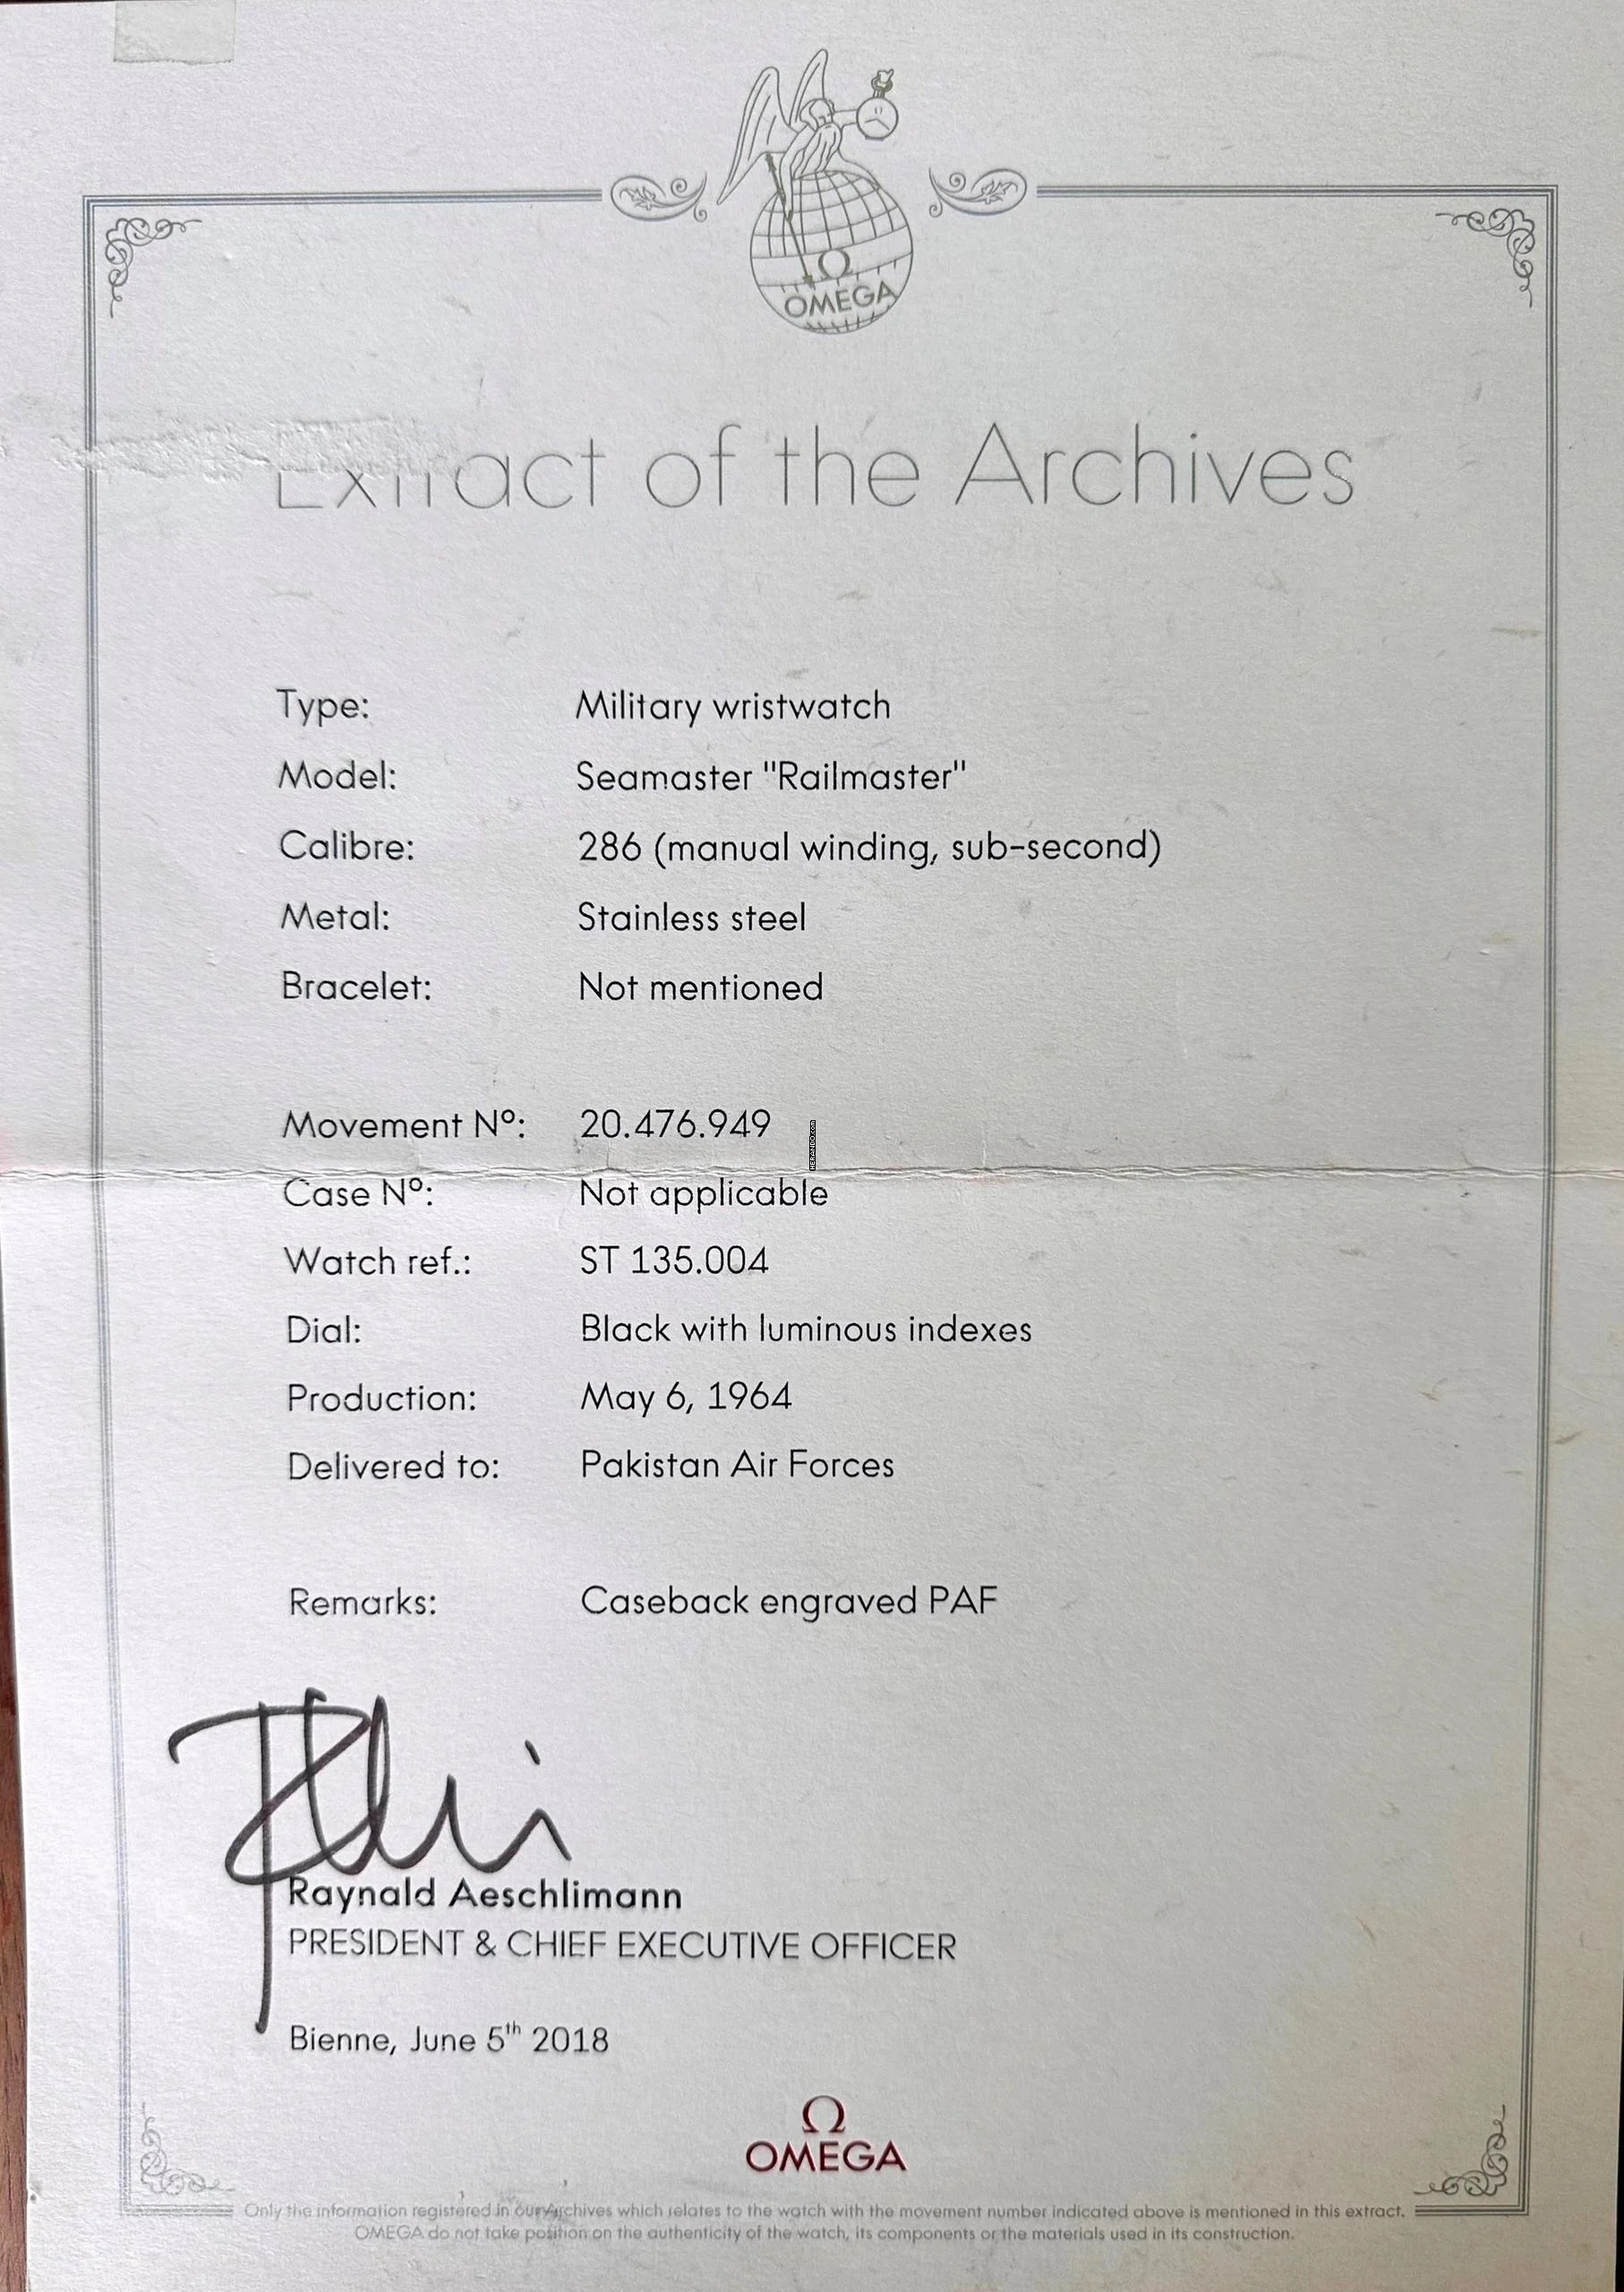 Ω
OMEGA
Extract of the Archives
Type: Military wristwatch
Model: Seamaster "Railmaster"
Calibre: 286 (manual winding, sub-second)
Metal: Stainless steel
Bracelet: Not mentioned
Movement Nº: 20.476.949
Case Nº: Not applicable
Watch ref.: ST 135.004
Dial: Black with luminous indexes
Production: May 6, 1964
Delivered to: Pakistan Air Forces
Remarks: Caseback engraved PAF
Raynald Aeschlimann
PRESIDENT & CHIEF EXECUTIVE OFFICER
Bienne, June 5th 2018
Ω
OMEGA
Only the information registered in our Archives which relates to the watch with the movement number indicated above is mentioned in this extract.
OMEGA do not take position on the authenticity of the watch, its components or the materials used in its construction.